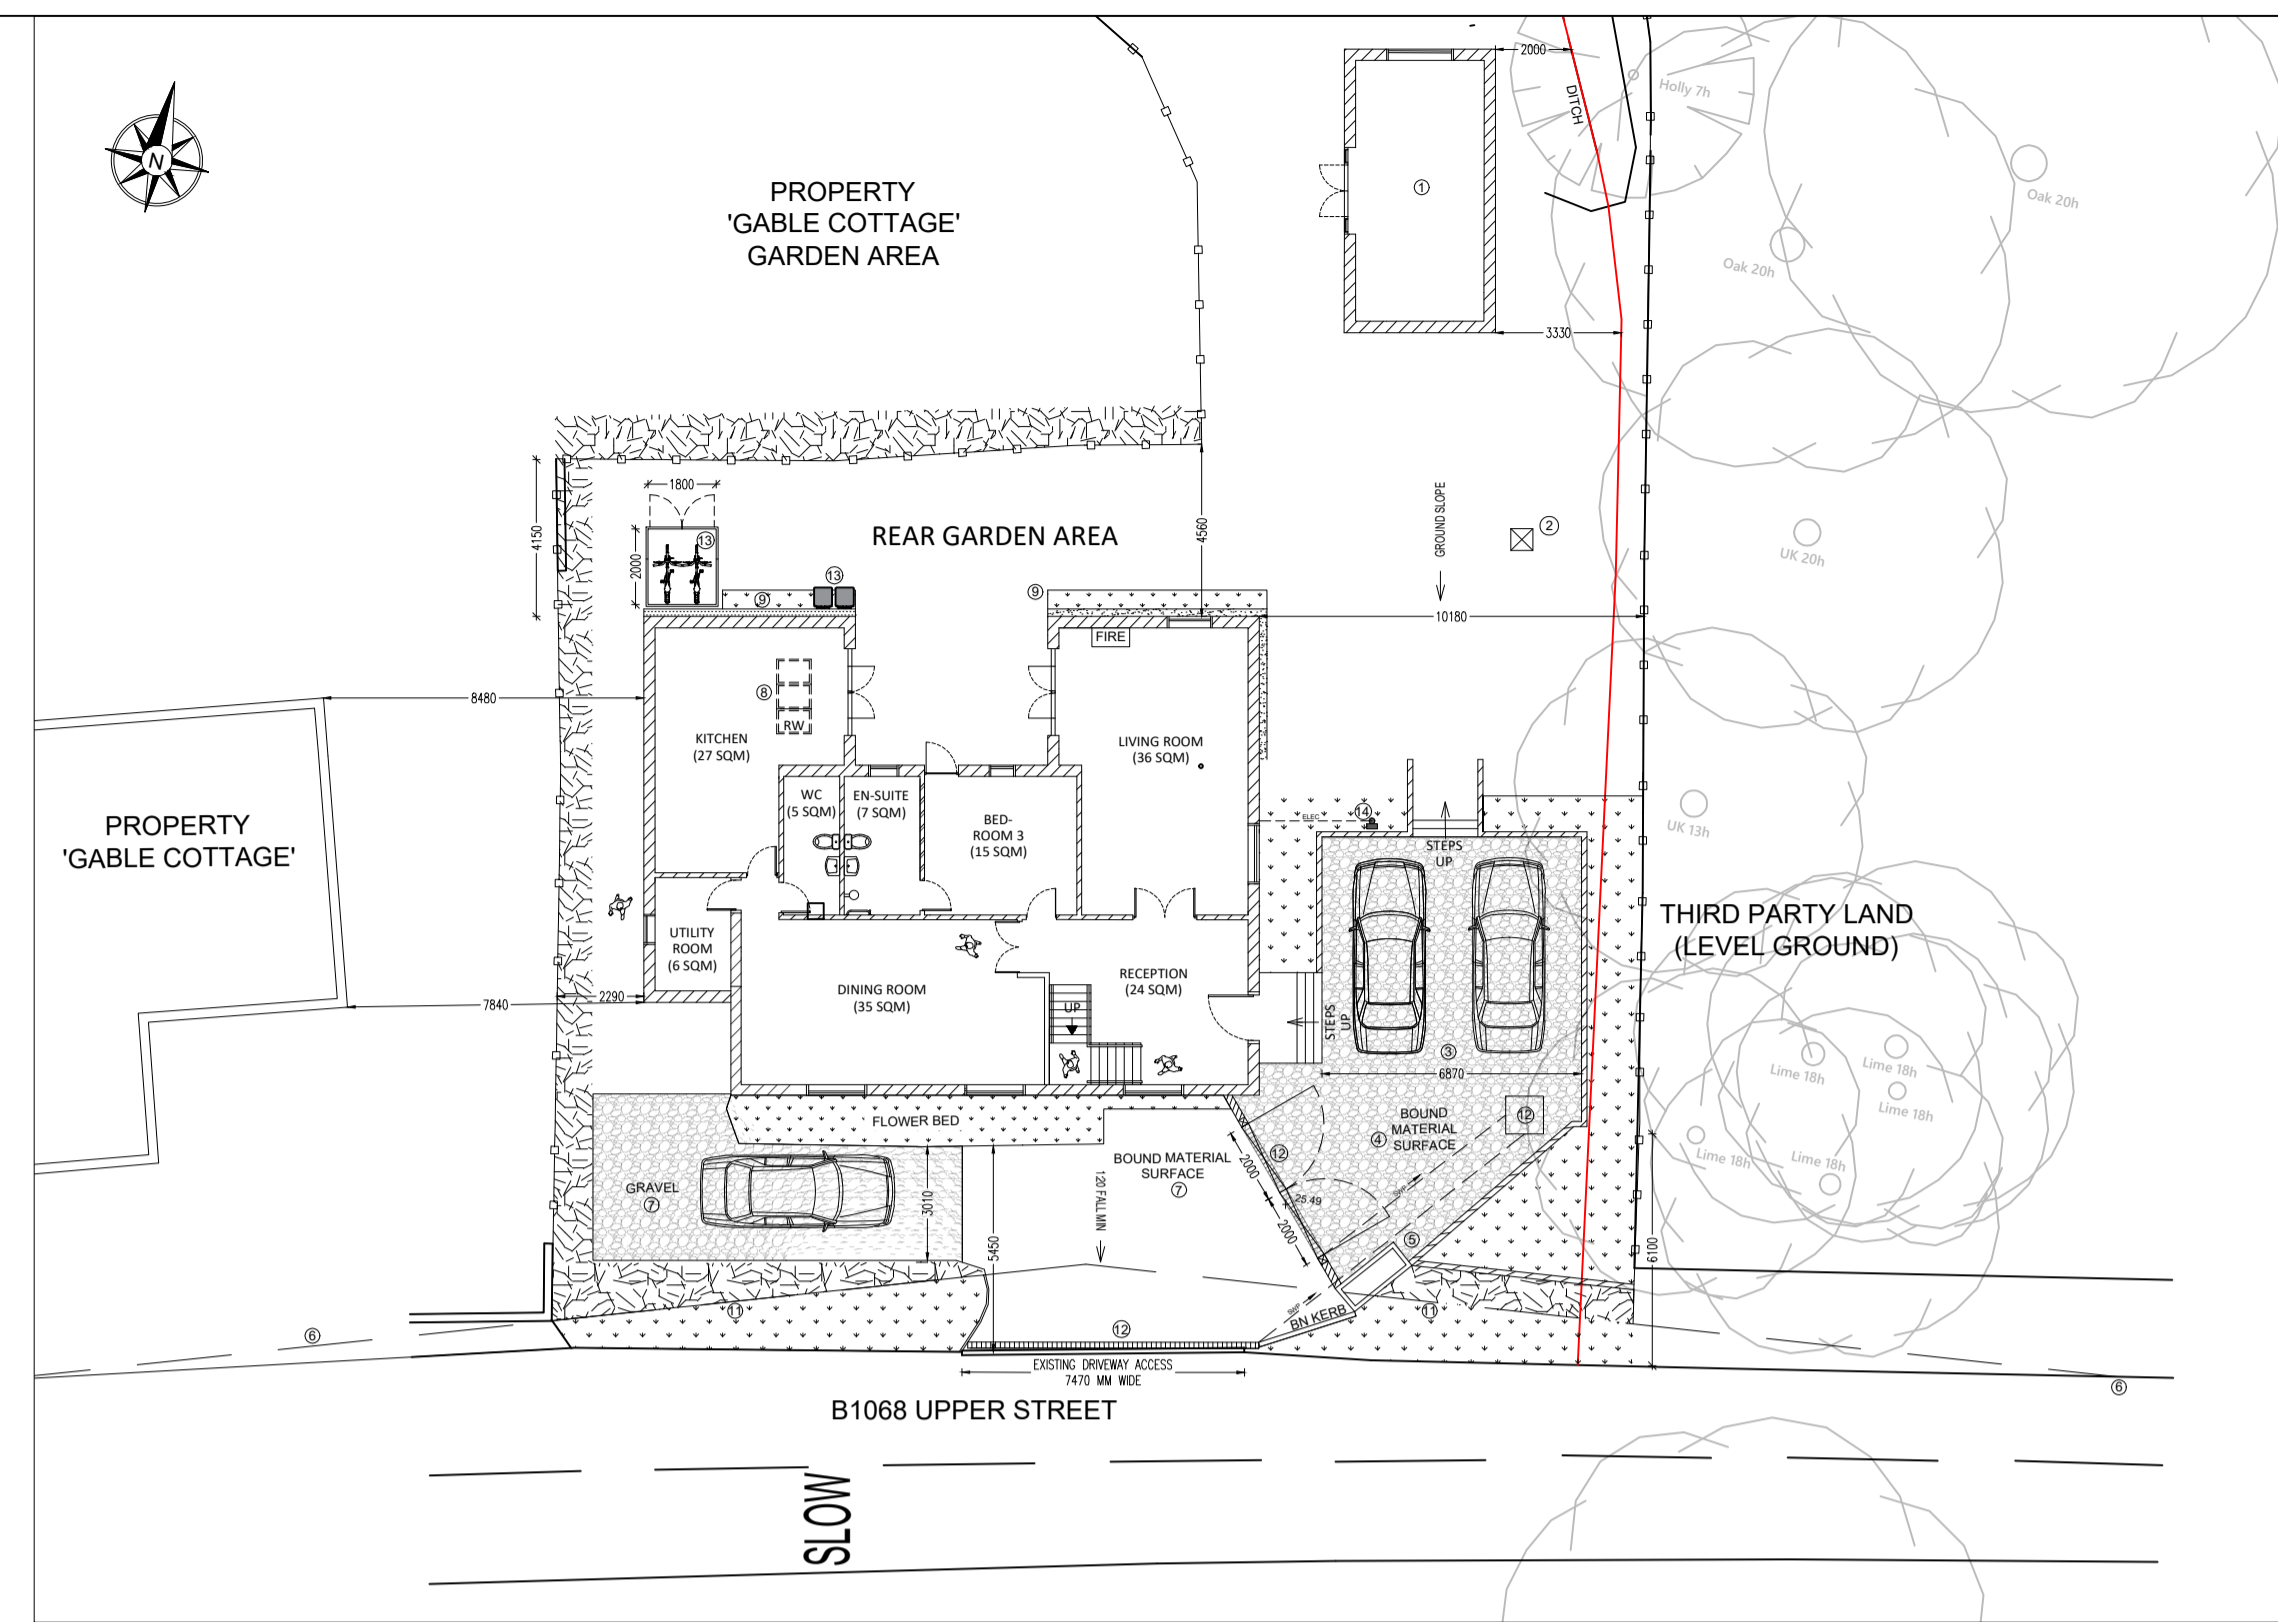 2000
DITCH
Holly 7h
N
PROPERTY
'GABLE COTTAGE'
GARDEN AREA
1
Oak 20h
Oak 20h
3330
1800
4150
2000
13
REAR GARDEN AREA
4560
GROUND SLOPE
2
UK 20h
13
9
9
10180
FIRE
8480
8
RW
KITCHEN
(27 SQM)
LIVING ROOM
(36 SQM)
WC
(5 SQM)
EN-SUITE
(7 SQM)
BED-
ROOM 3
(15 SQM)
ELEC
14
UK 13h
PROPERTY
'GABLE COTTAGE'
STEPS
UP
THIRD PARTY LAND
(LEVEL GROUND)
UTILITY
ROOM
(6 SQM)
DINING ROOM
(35 SQM)
RECEPTION
(24 SQM)
UP
STEPS
UP
2290
7840
3
6870
Lime 18h
Lime 18h
Lime 18h
Lime 18h
Lime 18h
FLOWER BED
BOUND
MATERIAL
SURFACE
4
12
BOUND MATERIAL
SURFACE
7
12
2000
25.49
2000
SWP
GRAVEL
7
3010
5450
1:20 FALL MIN
5
6100
SWP
BN KERB
11
11
12
6
EXISTING DRIVEWAY ACCESS
7470 MM WIDE
6
B1068 UPPER STREET
SLOW